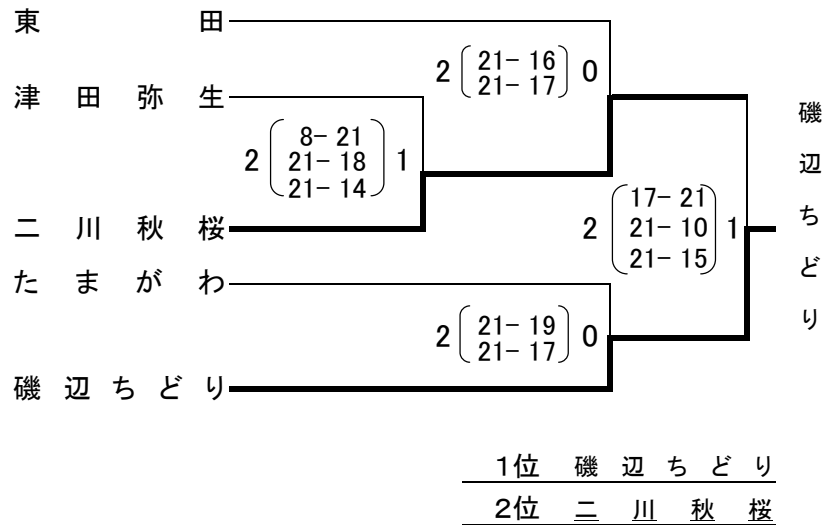 東田
2 21-16 0
21-17
津田弥生
2 8-21 1
21-18
21-14
二川秋桜
2 17-21 1
21-10
21-15
磯辺ちどり
たまがわ
2 21-19 0
21-17
磯辺ちどり
1位 磯辺ちどり
2位 二川秋桜